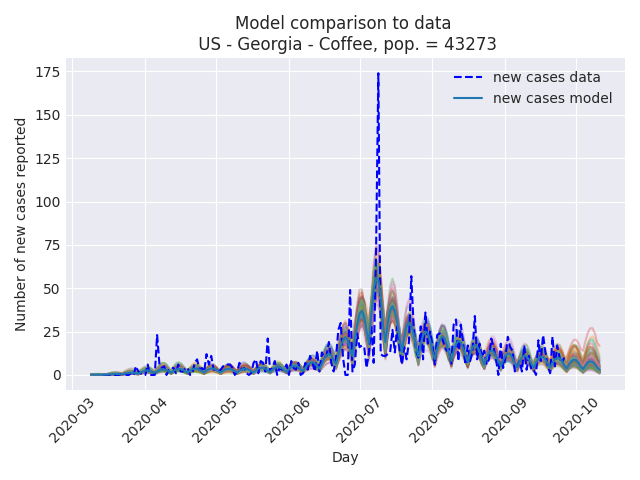 Model comparison to data
US - Georgia - Coffee, pop. = 43273
new cases data
new cases model
Number of new cases reported
175
150
125
100
75
50
25
0
2020-03
2020-04
2020-05
2020-06
2020-07
2020-08
2020-09
2020-10
Day